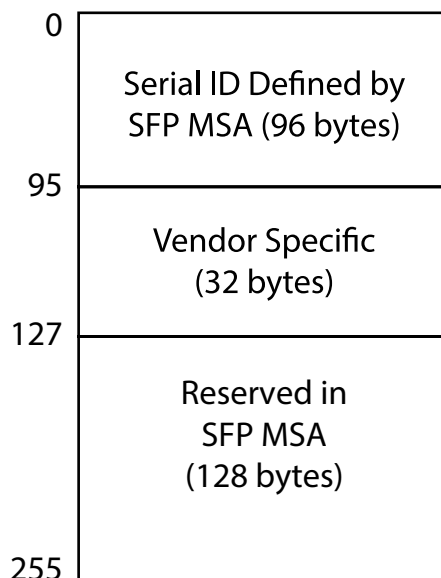 0
Serial ID Defined by
SFP MSA (96 bytes)
95
Vendor Specific
(32 bytes)
127
Reserved in
SFP MSA
(128 bytes)
255